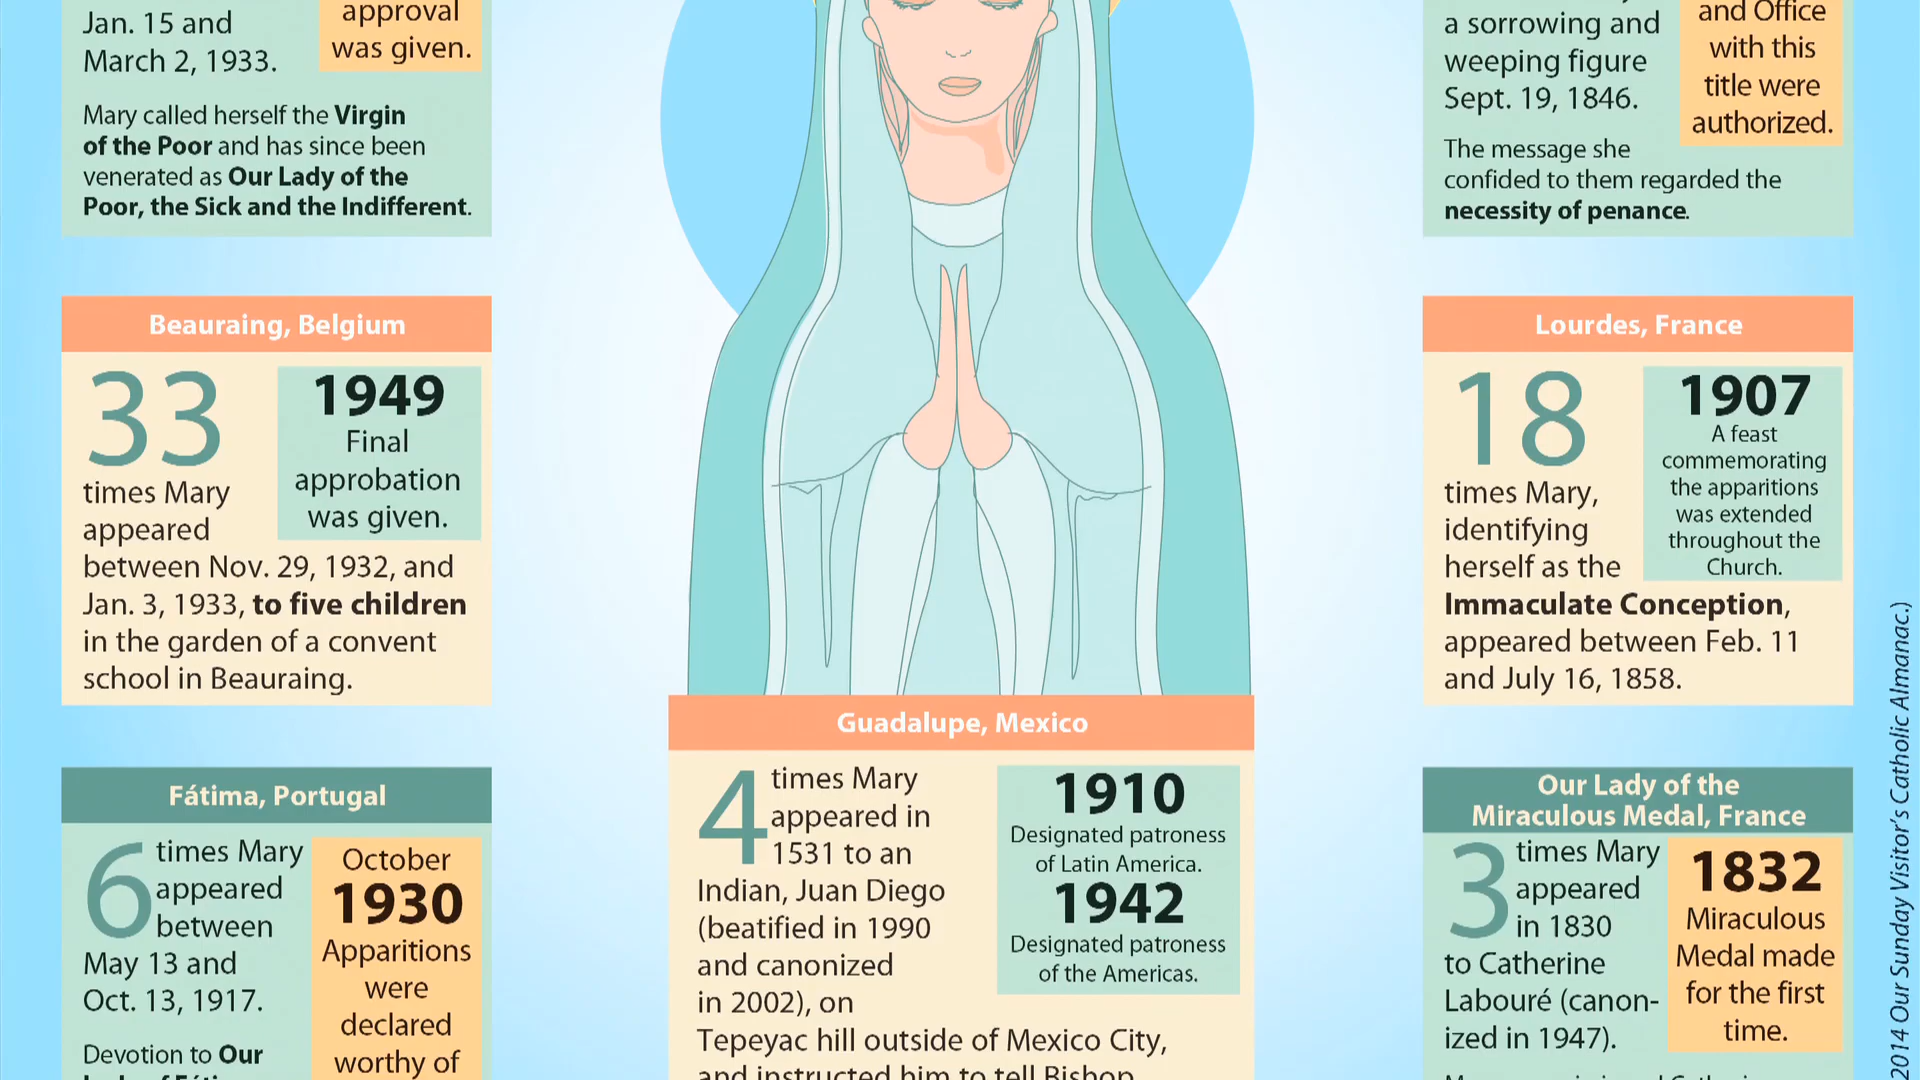 Jan. 15 and
March 2, 1933.
approval
was given.
Mary called herself the Virgin
of the Poor and has since been
venerated as Our Lady of the
Poor, the Sick and the Indifferent.
Beauraing, Belgium
33
times Mary
appeared
between Nov. 29, 1932, and
Jan. 3, 1933, to five children
in the garden of a convent
school in Beauraing.
1949
Final
approbation
was given.
Fátima, Portugal
6
times Mary
appeared
between
May 13 and
Oct. 13, 1917.
Devotion to Our
October
1930
Apparitions
were
declared
worthy of
Guadalupe, Mexico
4
times Mary
appeared in
1531 to an
Indian, Juan Diego
(beatified in 1990
and canonized
in 2002), on
Tepeyac hill outside of Mexico City,
and instructed him to tell Bishop
1910
Designated patroness
of Latin America.
1942
Designated patroness
of the Americas.
a sorrowing and
weeping figure
Sept. 19, 1846.
and Office
with this
title were
authorized.
The message she
confided to them regarded the
necessity of penance.
Lourdes, France
18
times Mary,
identifying
herself as the
Immaculate Conception,
appeared between Feb. 11
and July 16, 1858.
1907
A feast
commemorating
the apparitions
was extended
throughout the
Church.
Our Lady of the
Miraculous Medal, France
3
times Mary
appeared
in 1830
to Catherine
Labouré (canon-
ized in 1947).
1832
Miraculous
Medal made
for the first
time.
2014 Our Sunday Visitor's Catholic Almanac.)